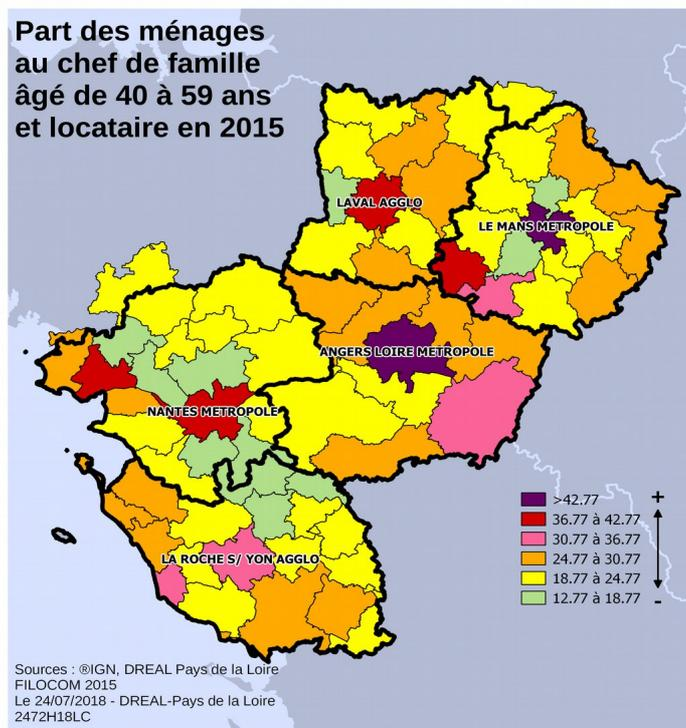 Part des ménages
au chef de famille
âgé de 40 à 59 ans
et locataire en 2015
LAVAL AGGLO
LE MANS METROPOLE
ANGERS LOIRE METROPOLE
NANTES METROPOLE
LA ROCHE S/ YON AGGLO
>42.77
36.77 à 42.77
30.77 à 36.77
24.77 à 30.77
18.77 à 24.77
12.77 à 18.77
+
-
Sources : ®IGN, DREAL Pays de la Loire
FILOCOM 2015
Le 24/07/2018 - DREAL-Pays de la Loire
2472H18LC